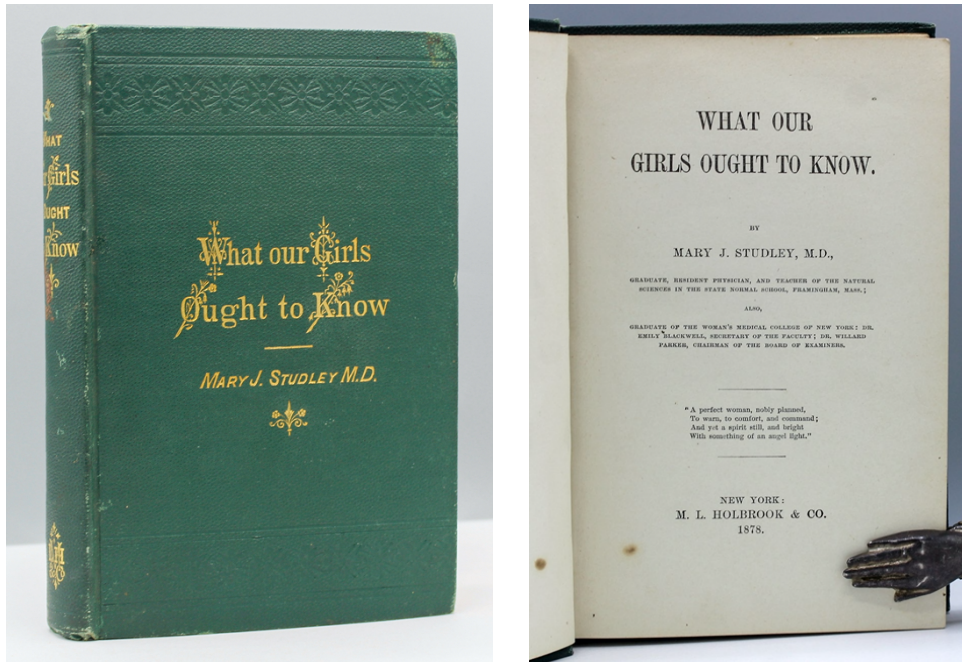 WHAT
Girls
OUGHT
Know
What our Girls
Ought to Know
MARY J. STUDLEY M.D.
WHAT OUR
GIRLS OUGHT TO KNOW.
BY
MARY J. STUDLEY, M.D.,
GRADUATE, RESIDENT PHYSICIAN, AND TEACHER OF THE NATURAL
SCIENCES IN THE STATE NORMAL SCHOOL, FRAMINGHAM, MASS.;
ALSO,
GRADUATE OF THE WOMAN'S MEDICAL COLLEGE OF NEW YORK: DR.
EMILY BLACKWELL, SECRETARY OF THE FACULTY; DR. WILLARD
PARKER, CHAIRMAN OF THE BOARD OF EXAMINERS.
"A perfect woman, nobly planned,
To warn, to comfort, and command;
And yet a spirit still, and bright
With something of an angel light."
NEW YORK:
M. L. HOLBROOK & CO.
1878.